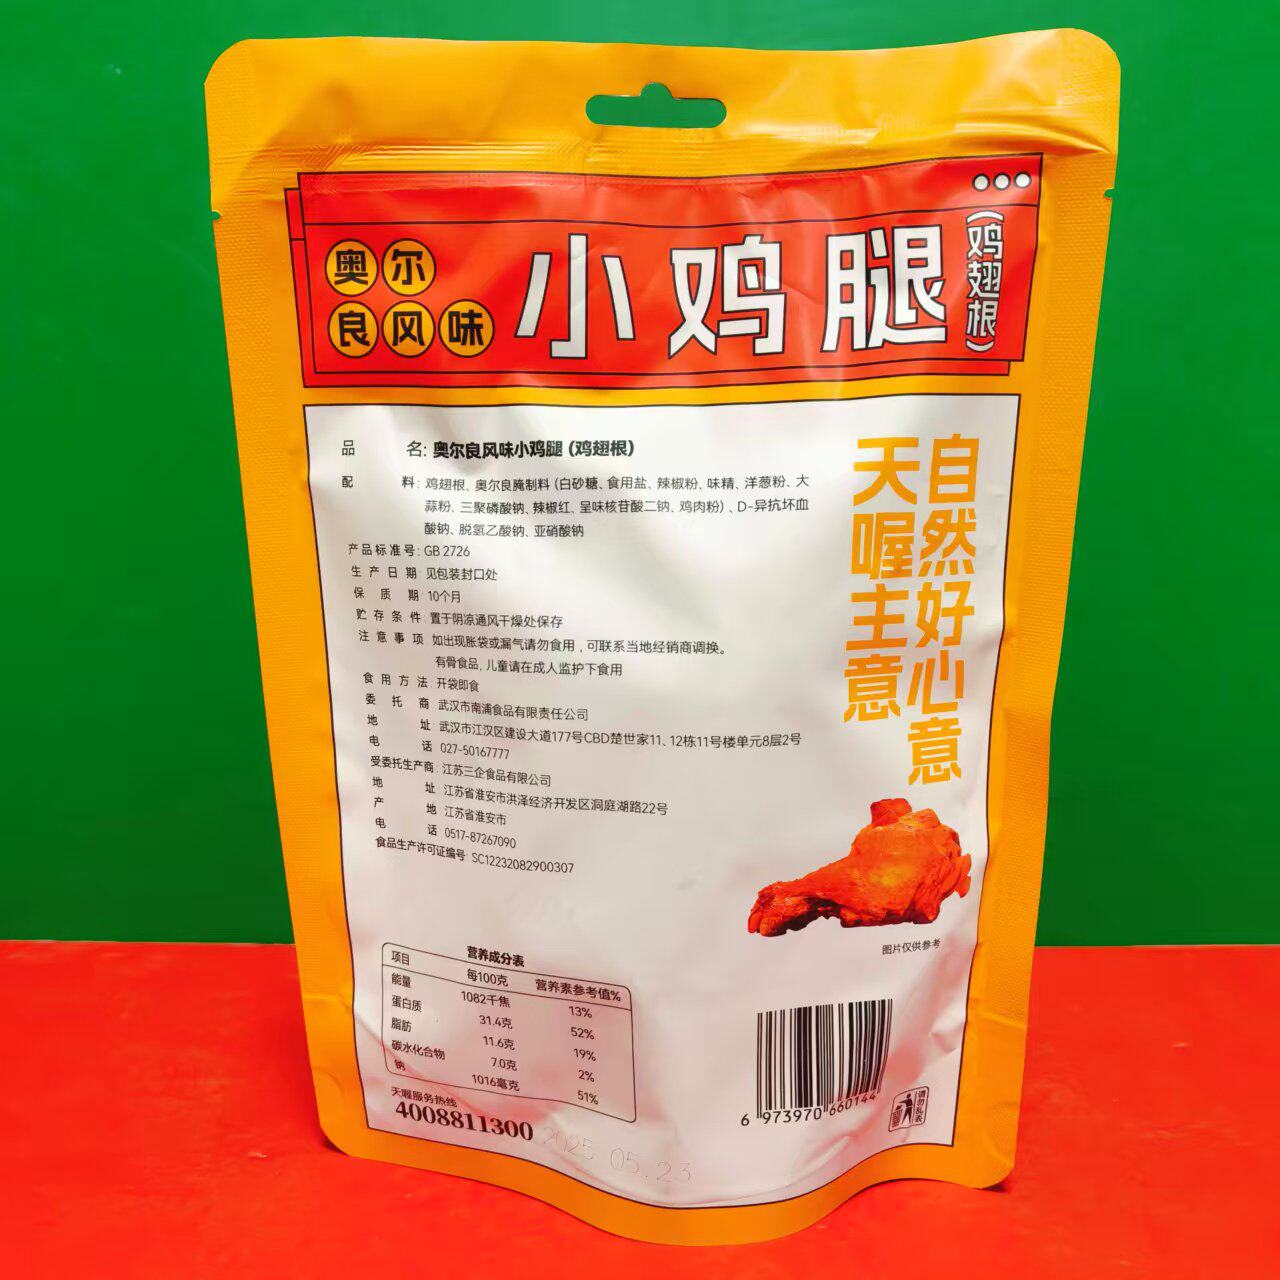 奥尔
良风味
小鸡腿
(鸡翅根)
品名: 奥尔良风味小鸡腿 (鸡翅根)
配料: 鸡翅根、奥尔良腌制料 (白砂糖、食用盐、辣椒粉、味精、洋葱粉、大
蒜粉、三聚磷酸钠、辣椒红、呈味核苷酸二钠、鸡肉粉) 、D-异抗坏血
酸钠、脱氢乙酸钠、亚硝酸钠
产品标准号: GB 2726
生产日期: 见包装封口处
保质期: 10个月
贮存条件: 置于阴凉通风干燥处保存
注意事项: 如出现胀袋或漏气请勿食用，可联系当地经销商调换。
有骨食品, 儿童请在成人监护下食用
食用方法: 开袋即食
委托商: 武汉市南浦食品有限责任公司
地址: 武汉市江汉区建设大道177号CBD楚世家11、12栋11号楼单元8层2号
电话: 027-50167777
受委托生产商: 江苏三企食品有限公司
地址: 江苏省淮安市洪泽经济开发区洞庭湖路22号
产地: 江苏省淮安市
电话: 0517-87267090
食品生产许可证编号: SC12232082900307
自然好心意
天喔主意
图片仅供参考
营养成分表
项目 每100克 营养素参考值%
能量 1082千焦 13%
蛋白质 31.4克 52%
脂肪 11.6克 19%
碳水化合物 7.0克 2%
钠 1016毫克 51%
天喔服务热线
4008811300
2025 05.23
6 973970 660144
请勿乱丢